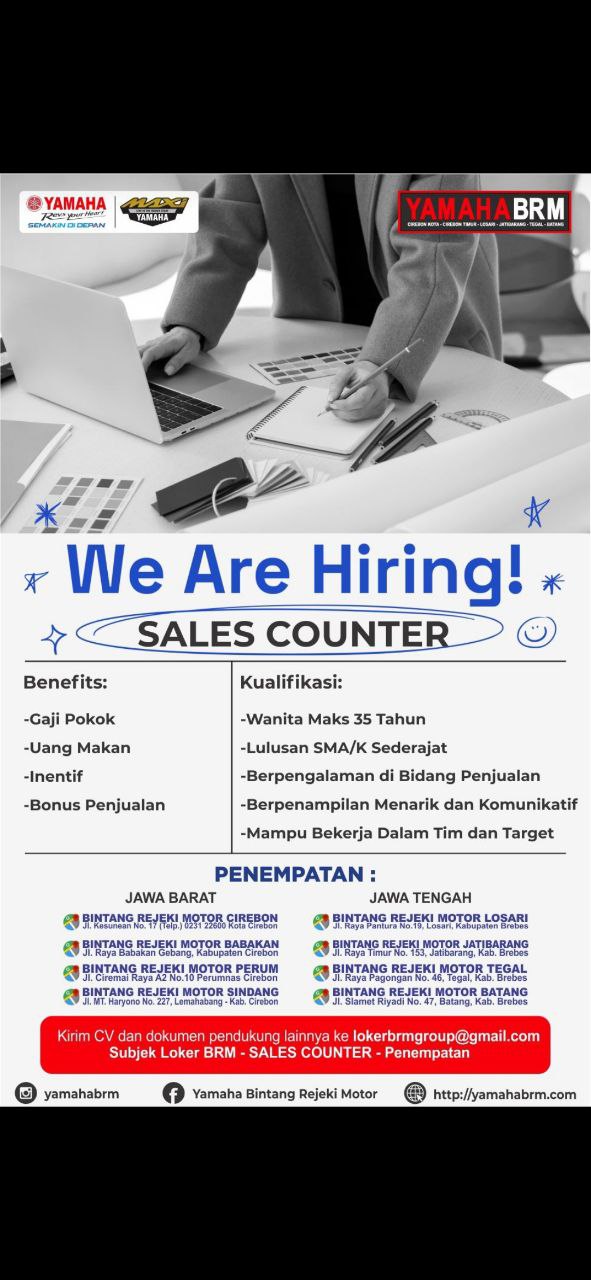 YAMAHA
Revs your Heart
SEMAKIN DI DEPAN
MAXI
YAMAHA
YAMAHA BRM
CIREBON KOTA - CIREBON TIMUR - LOSARI - JATIBARANG - TEGAL - BATANG
We Are Hiring!
SALES COUNTER
Benefits:
-Gaji Pokok
-Uang Makan
-Inentif
-Bonus Penjualan
Kualifikasi:
-Wanita Maks 35 Tahun
-Lulusan SMA/K Sederajat
-Berpengalaman di Bidang Penjualan
-Berpenampilan Menarik dan Komunikatif
-Mampu Bekerja Dalam Tim dan Target
PENEMPATAN :
JAWA BARAT
BINTANG REJEKI MOTOR CIREBON
Jl. Kesunean No. 17 (Telp.) 0231 22600 Kota Cirebon
BINTANG REJEKI MOTOR BABAKAN
Jl. Raya Babakan Gebang, Kabupaten Cirebon
BINTANG REJEKI MOTOR PERUM
Jl. Ciremai Raya A2 No.10 Perumnas Cirebon
BINTANG REJEKI MOTOR SINDANG
Jl. MT. Haryono No. 227, Lemahabang - Kab. Cirebon
JAWA TENGAH
BINTANG REJEKI MOTOR LOSARI
Jl. Raya Pantura No.19, Losari, Kabupaten Brebes
BINTANG REJEKI MOTOR JATIBARANG
Jl. Raya Timur No. 153, Jatibarang, Kab. Brebes
BINTANG REJEKI MOTOR TEGAL
Jl. Raya Pagongan No. 46, Tegal, Kab. Brebes
BINTANG REJEKI MOTOR BATANG
Jl. Slamet Riyadi No. 47, Batang, Kab. Brebes
Kirim CV dan dokumen pendukung lainnya ke lokerbrmgroup@gmail.com
Subjek Loker BRM - SALES COUNTER - Penempatan
yamahabrm
Yamaha Bintang Rejeki Motor
http://yamahabrm.com